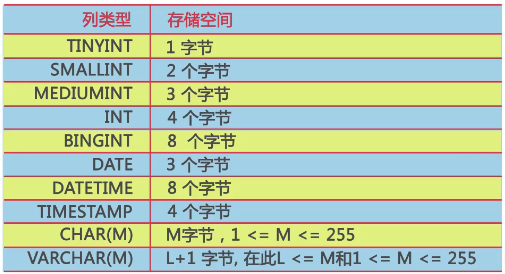 列类型 存储空间
TINYINT 1 字节
SMALLINT 2 个字节
MEDIUMINT 3 个字节
INT 4 个字节
BINGINT 8 个字节
DATE 3 个字节
DATETIME 8 个字节
TIMESTAMP 4 个字节
CHAR(M) M字节，1 <= M <= 255
VARCHAR(M) L+1 字节, 在此L <= M和1 <= M <= 255